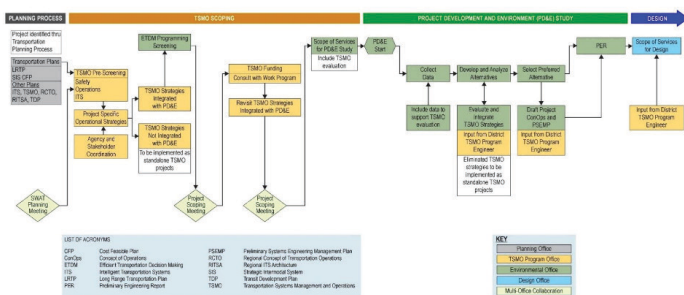 PLANNING PROCESS
TSMO SCOPING
PROJECT DEVELOPMENT AND ENVIRONMENT (PD&E) STUDY
DESIGN
Project identified thru
Transportation
Planning Process
Transportation Plans
LRTP
SIS CFP
Other Plans
ITS, TSMO, RCTO,
RITSA, TDP
SWAT
Planning
Meeting
TSMO Pre-Screening
Safety
Operations
ITS
Project Specific
Operational Strategies
Agency and
Stakeholder
Coordination
ETDM Programming
Screening
TSMO Strategies
Integrated
with PD&E
TSMO Strategies
Not Integrated
with PD&E
To be implemented as
standalone TSMO
projects
Project
Scoping
Meeting
TSMO Funding
Consult with Work Program
Revisit TSMO Strategies
Integrated with PD&E
Project
Scoping
Meeting
Scope of Services
for PD&E Study
Include TSMO
evaluation
PD&E
Start
Collect
Data
Include data to
support TSMO
evaluation
Develop and Analyze
Alternatives
Evaluate and
Integrate
TSMO Strategies
Input from District
TSMO Program
Engineer
Eliminated TSMO
strategies to be
implemented as
standalone TSMO
projects
Select Preferred
Alternative
Draft Project
ConOps and
PSEMP
Input from District
TSMO Program
Engineer
PER
Scope of Services
for Design
Input from District
TSMO Program
Engineer
LIST OF ACRONYMS
CFP Cost Feasible Plan
ConOps Concept of Operations
ETDM Efficient Transportation Decision Making
ITS Intelligent Transportation Systems
LRTP Long Range Transportation Plan
PER Preliminary Engineering Report
PSEMP Preliminary Systems Engineering Management Plan
RCTO Regional Concept of Transportation Operations
RITSA Regional ITS Architecture
SIS Strategic Intermodal System
TDP Transit Development Plan
TSMO Transportation Systems Management and Operations
KEY
Planning Office
TSMO Program Office
Environmental Office
Design Office
Multi-Office Collaboration